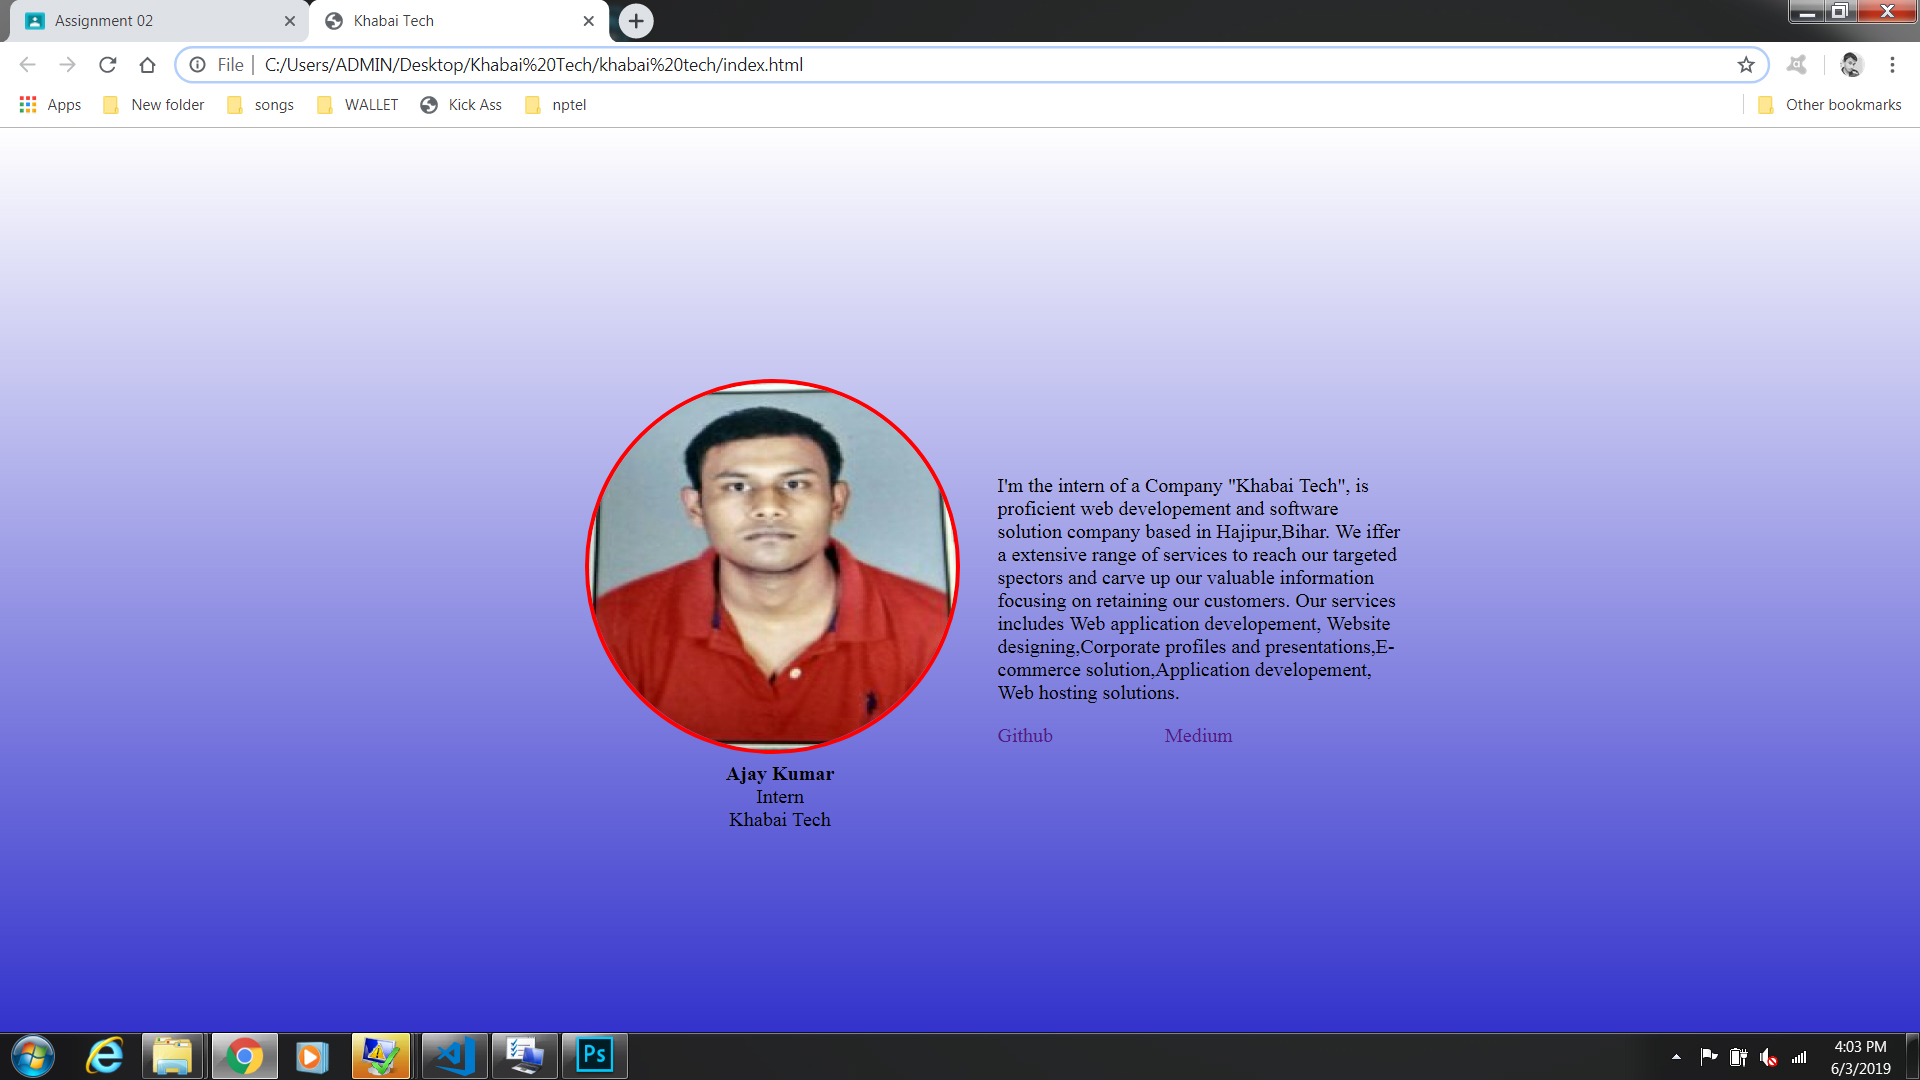 Assignment 02
Khabai Tech
File
C:/Users/ADMIN/Desktop/Khabai%20Tech/khabai%20tech/index.html
Apps
New folder
songs
WALLET
Kick Ass
nptel
Other bookmarks
I'm the intern of a Company "Khabai Tech", is
proficient web developement and software
solution company based in Hajipur,Bihar. We iffer
a extensive range of services to reach our targeted
spectors and carve up our valuable information
focusing on retaining our customers. Our services
includes Web application developement, Website
designing,Corporate profiles and presentations,E-
commerce solution,Application developement,
Web hosting solutions.
Github
Medium
Ajay Kumar
Intern
Khabai Tech
Ps
4:03 PM
6/3/2019